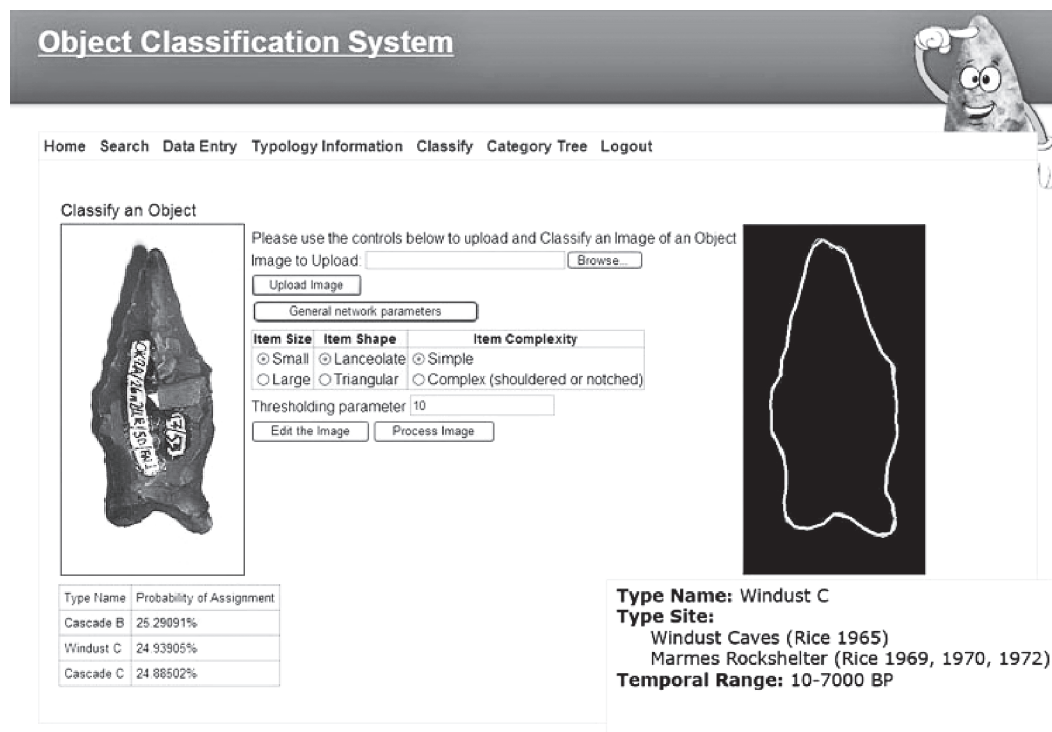 Object Classification System
Home Search Data Entry Typology Information Classify Category Tree Logout
Classify an Object
Please use the controls below to upload and Classify an Image of an Object
Image to Upload: Browse...
Upload Image
General network parameters
Item Size Item Shape Item Complexity
Small Lanceolate Simple
Large Triangular Complex (shouldered or notched)
Thresholding parameter 10
Edit the Image Process Image
Type Name Probability of Assignment
Cascade B 25.29091%
Windust C 24.93905%
Cascade C 24.88502%
Type Name: Windust C
Type Site:
Windust Caves (Rice 1965)
Marmes Rockshelter (Rice 1969, 1970, 1972)
Temporal Range: 10-7000 BP